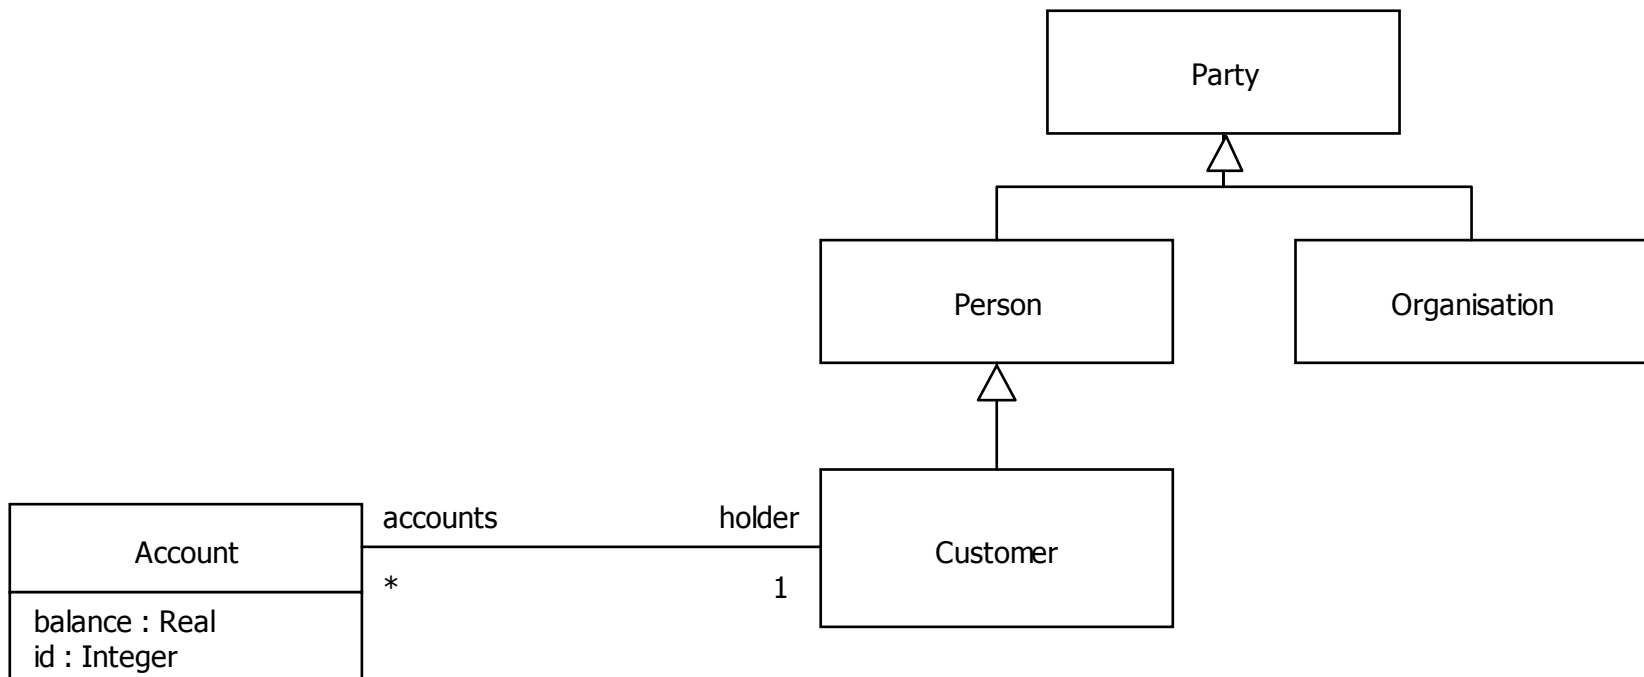 Party
Person
Organisation
accounts
holder
Account
Customer
*
1
balance : Real
id : Integer